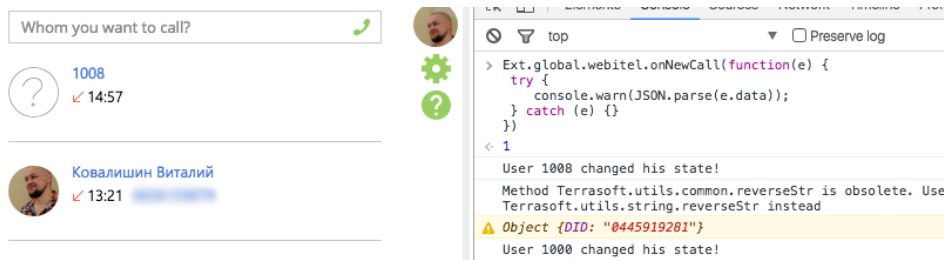 Whom you want to call?
1008
14:57
Ковалишин Виталий
13:21
Elements Console Sources Network Timeline
top
Preserve log
> Ext.global.webitel.onNewCall(function(e) {
try {
console.warn(JSON.parse(e.data));
} catch (e) {}
})
1
User 1008 changed his state!
Method Terrasoft.utils.common.reverseStr is obsolete. Use
Terrasoft.utils.string.reverseStr instead
Object {DID: "0445919281"}
User 1000 changed his state!